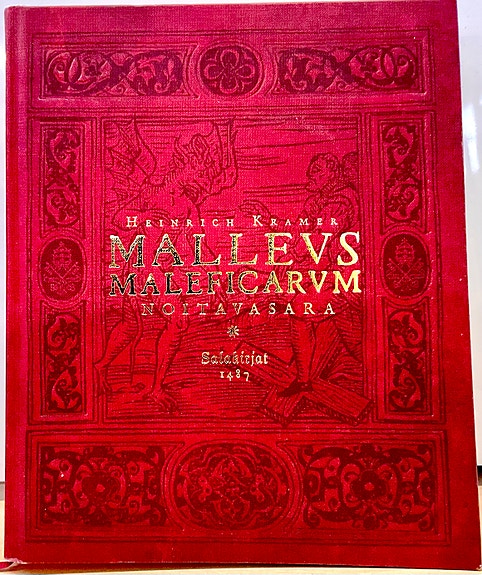 HEINRICH KRAMER
MALLEVS
MALEFICARVM
NOITAVASARA
Salakirjat
1487